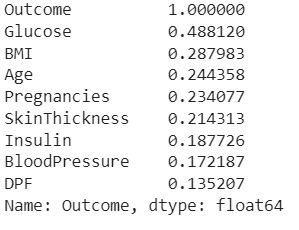 Outcome 1.000000
Glucose 0.488120
BMI 0.287983
Age 0.244358
Pregnancies 0.234077
SkinThickness 0.214313
Insulin 0.187726
BloodPressure 0.172187
DPF 0.135207
Name: Outcome, dtype: float64